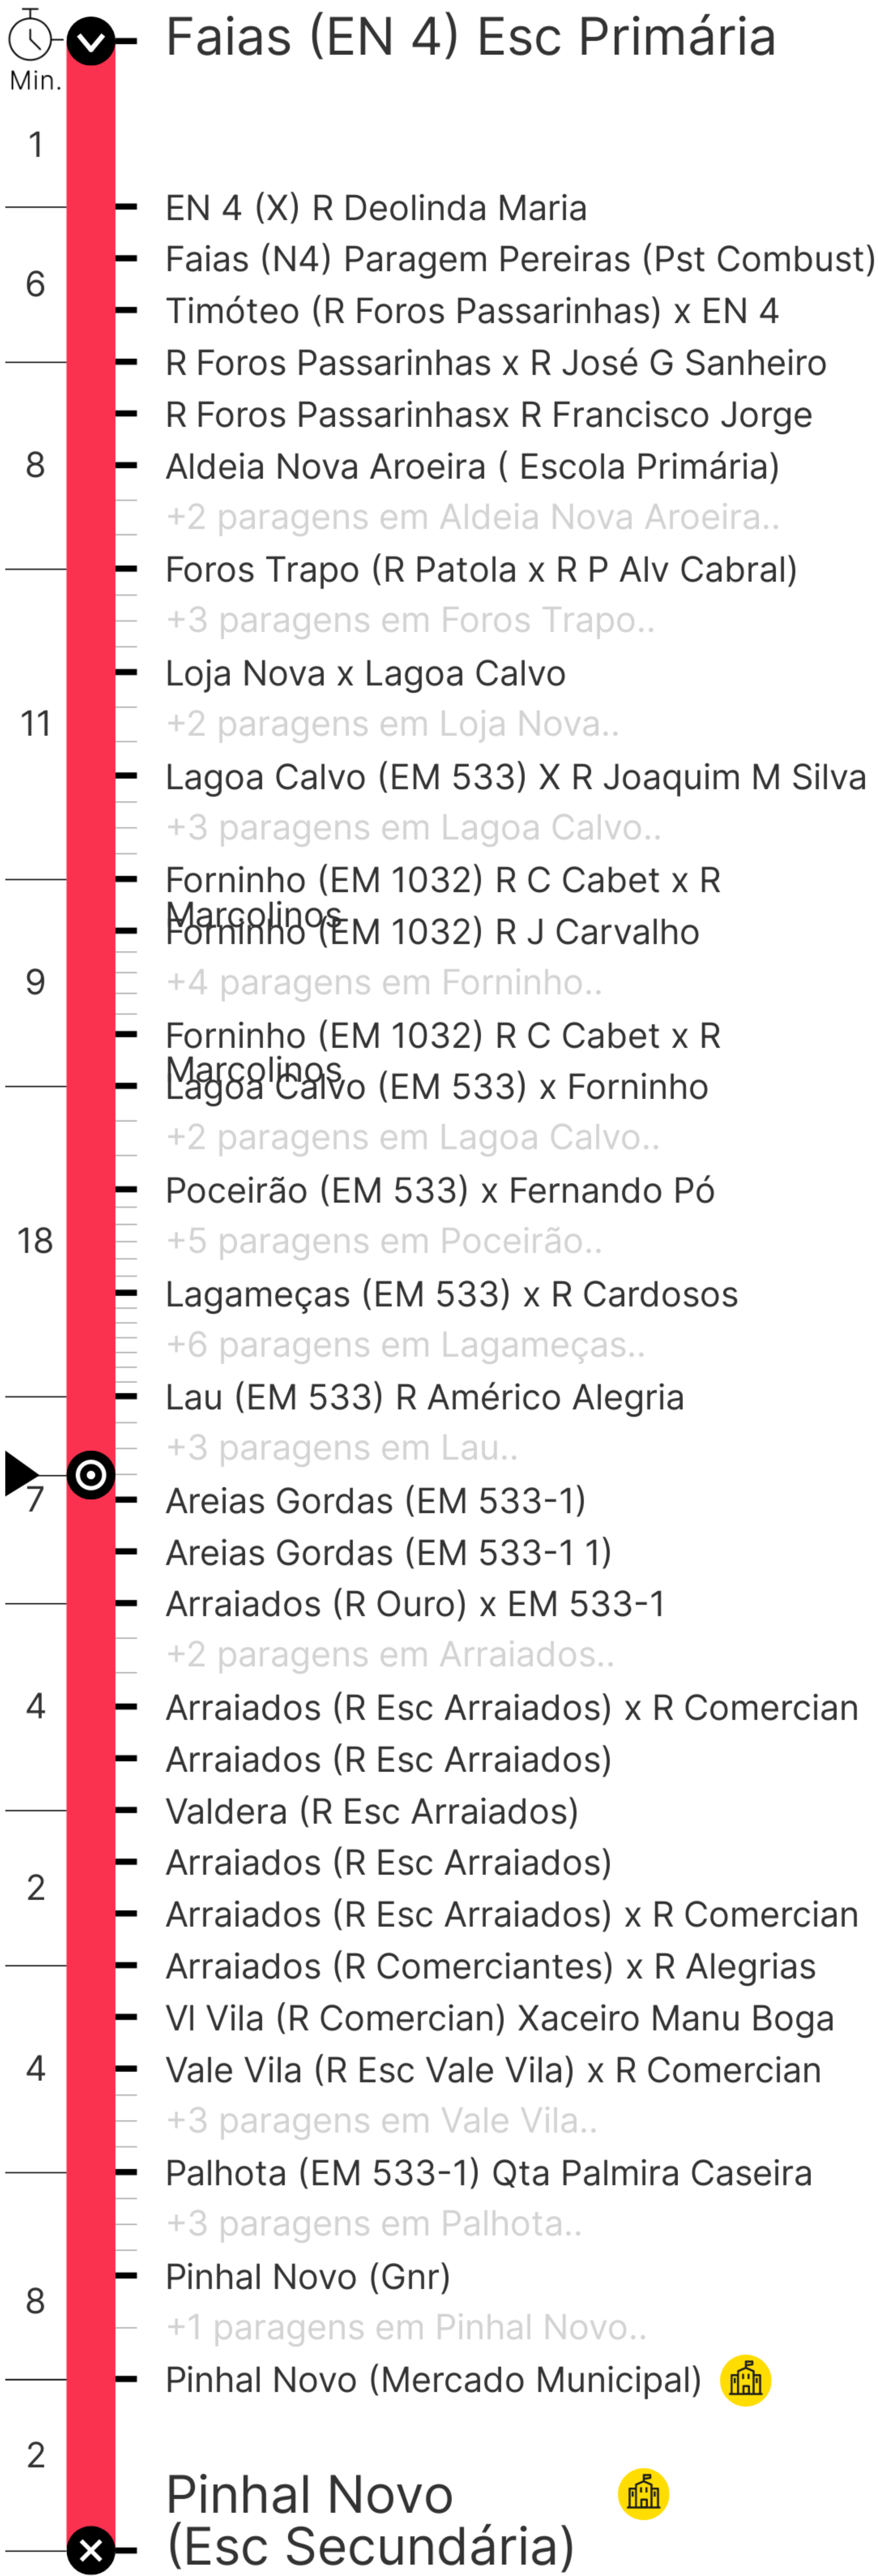 Faias (EN 4) Esc Primária
Min.
1
EN 4 (X) R Deolinda Maria
Faias (N4) Paragem Pereiras (Pst Combust)
6
Timóteo (R Foros Passarinhas) x EN 4
R Foros Passarinhas x R José G Sanheiro
R Foros Passarinhasx R Francisco Jorge
8
Aldeia Nova Aroeira ( Escola Primária)
+2 paragens em Aldeia Nova Aroeira..
Foros Trapo (R Patola x R P Alv Cabral)
+3 paragens em Foros Trapo..
Loja Nova x Lagoa Calvo
11
+2 paragens em Loja Nova..
Lagoa Calvo (EM 533) X R Joaquim M Silva
+3 paragens em Lagoa Calvo..
Forninho (EM 1032) R C Cabet x R
Marcolinos
Forninho (EM 1032) R J Carvalho
9
+4 paragens em Forninho..
Forninho (EM 1032) R C Cabet x R
Marcolinos
Lagoa Calvo (EM 533) x Forninho
+2 paragens em Lagoa Calvo..
Poceirão (EM 533) x Fernando Pó
18
+5 paragens em Poceirão..
Lagameças (EM 533) x R Cardosos
+6 paragens em Lagameças..
Lau (EM 533) R Américo Alegria
+3 paragens em Lau..
7
Areias Gordas (EM 533-1)
Areias Gordas (EM 533-1 1)
Arraiados (R Ouro) x EM 533-1
+2 paragens em Arraiados..
4
Arraiados (R Esc Arraiados) x R Comercian
Arraiados (R Esc Arraiados)
Valdera (R Esc Arraiados)
Arraiados (R Esc Arraiados)
2
Arraiados (R Esc Arraiados) x R Comercian
Arraiados (R Comerciantes) x R Alegrias
Vl Vila (R Comercian) Xaceiro Manu Boga
4
Vale Vila (R Esc Vale Vila) x R Comercian
+3 paragens em Vale Vila..
Palhota (EM 533-1) Qta Palmira Caseira
+3 paragens em Palhota..
Pinhal Novo (Gnr)
8
+1 paragens em Pinhal Novo..
Pinhal Novo (Mercado Municipal)
2
Pinhal Novo
(Esc Secundária)